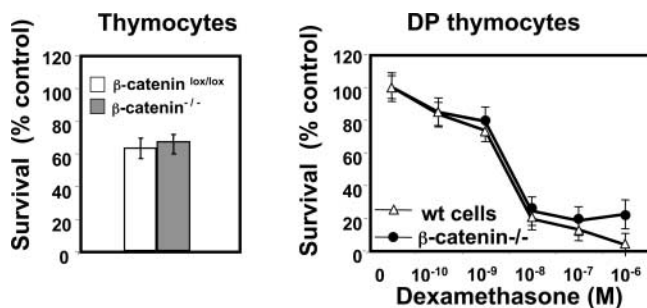 Thymocytes
Survival (% control)
120
100
80
60
40
20
0
β-catenin lox/lox
β-catenin-/-
DP thymocytes
Survival (% control)
120
100
80
60
40
20
0
wt cells
β-catenin-/-
0 10-10 10-9 10-8 10-7 10-6
Dexamethasone (M)